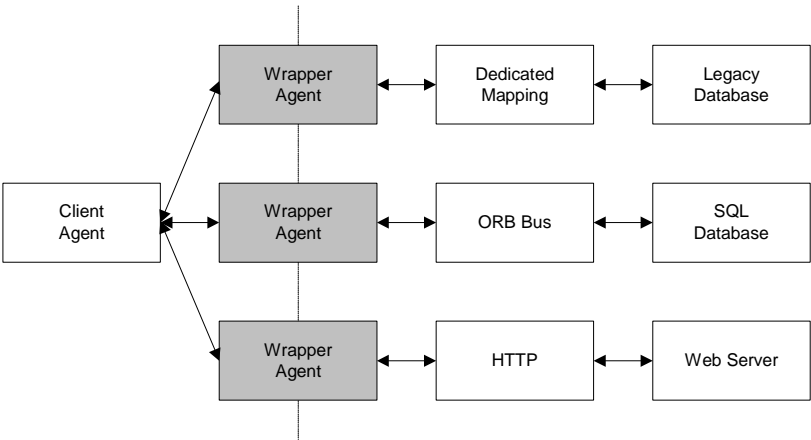 Wrapper
Agent
Dedicated
Mapping
Legacy
Database
Client
Agent
Wrapper
Agent
ORB Bus
SQL
Database
Wrapper
Agent
HTTP
Web Server